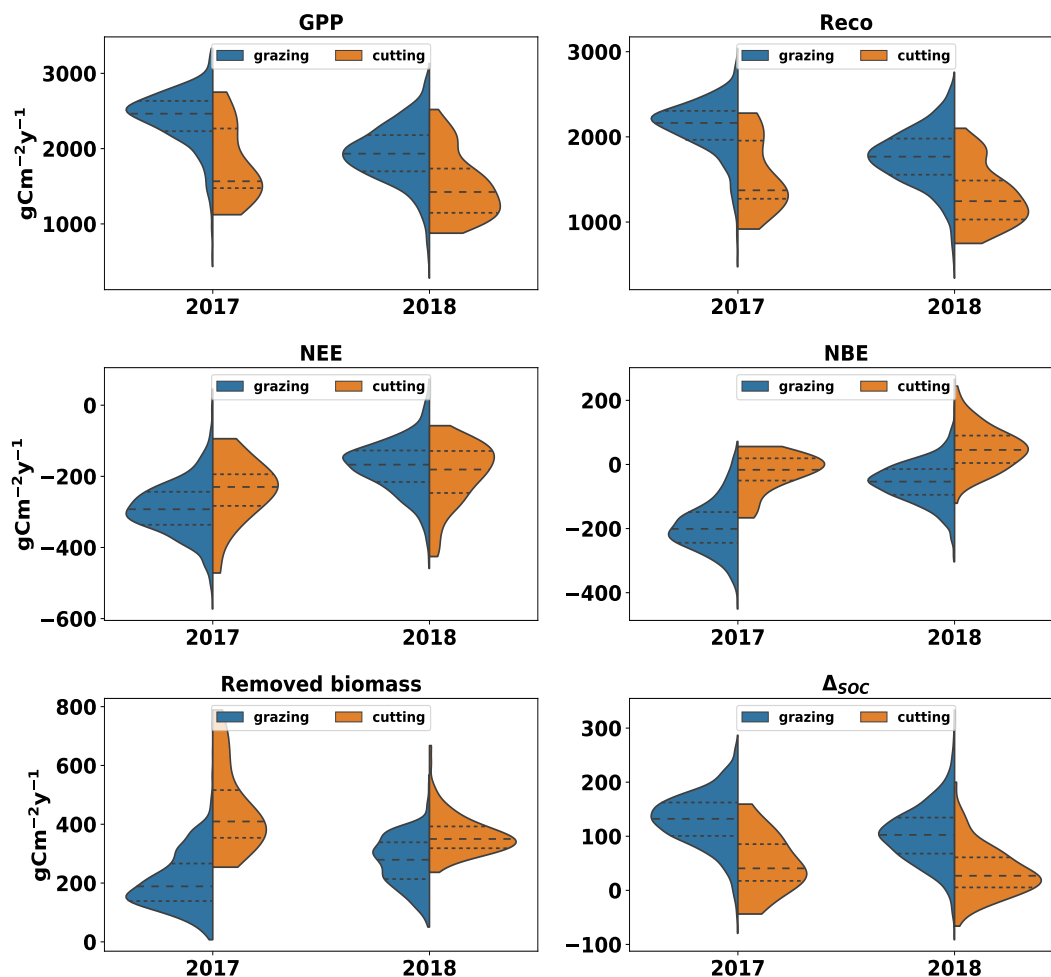 GPP
grazing cutting
3000
2000
1000
gCm⁻²y⁻¹
2017 2018
Reco
grazing cutting
3000
2000
1000
2017 2018
NEE
grazing cutting
0
−200
−400
−600
gCm⁻²y⁻¹
2017 2018
NBE
grazing cutting
200
0
−200
−400
2017 2018
Removed biomass
grazing cutting
800
600
400
200
0
gCm⁻²y⁻¹
2017 2018
Δ_SOC
grazing cutting
300
200
100
0
−100
2017 2018